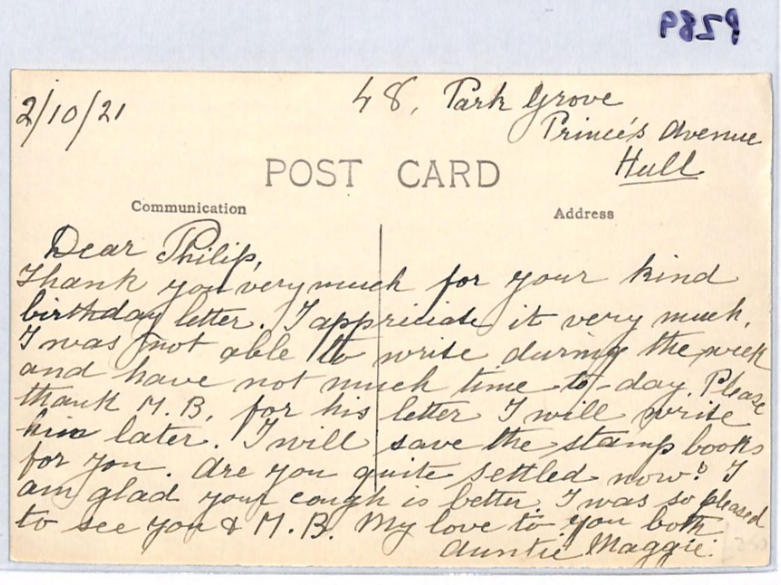 P289
2/10/21
48, Park Grove
Prince's Avenue
Hull
POST CARD
Communication
Address
Dear Philip,
Thank you very much for your kind
birthday letter. I appriciate it very much.
I was not able to write during the week
and have not much time to-day. Please
thank M.B. for his letter I will write
him later. I will save the stamp books
for you. Are you quite settled now? I
am glad your cough is better. I was so pleased
to see you & M.B. My love to you both
Auntie Maggie.